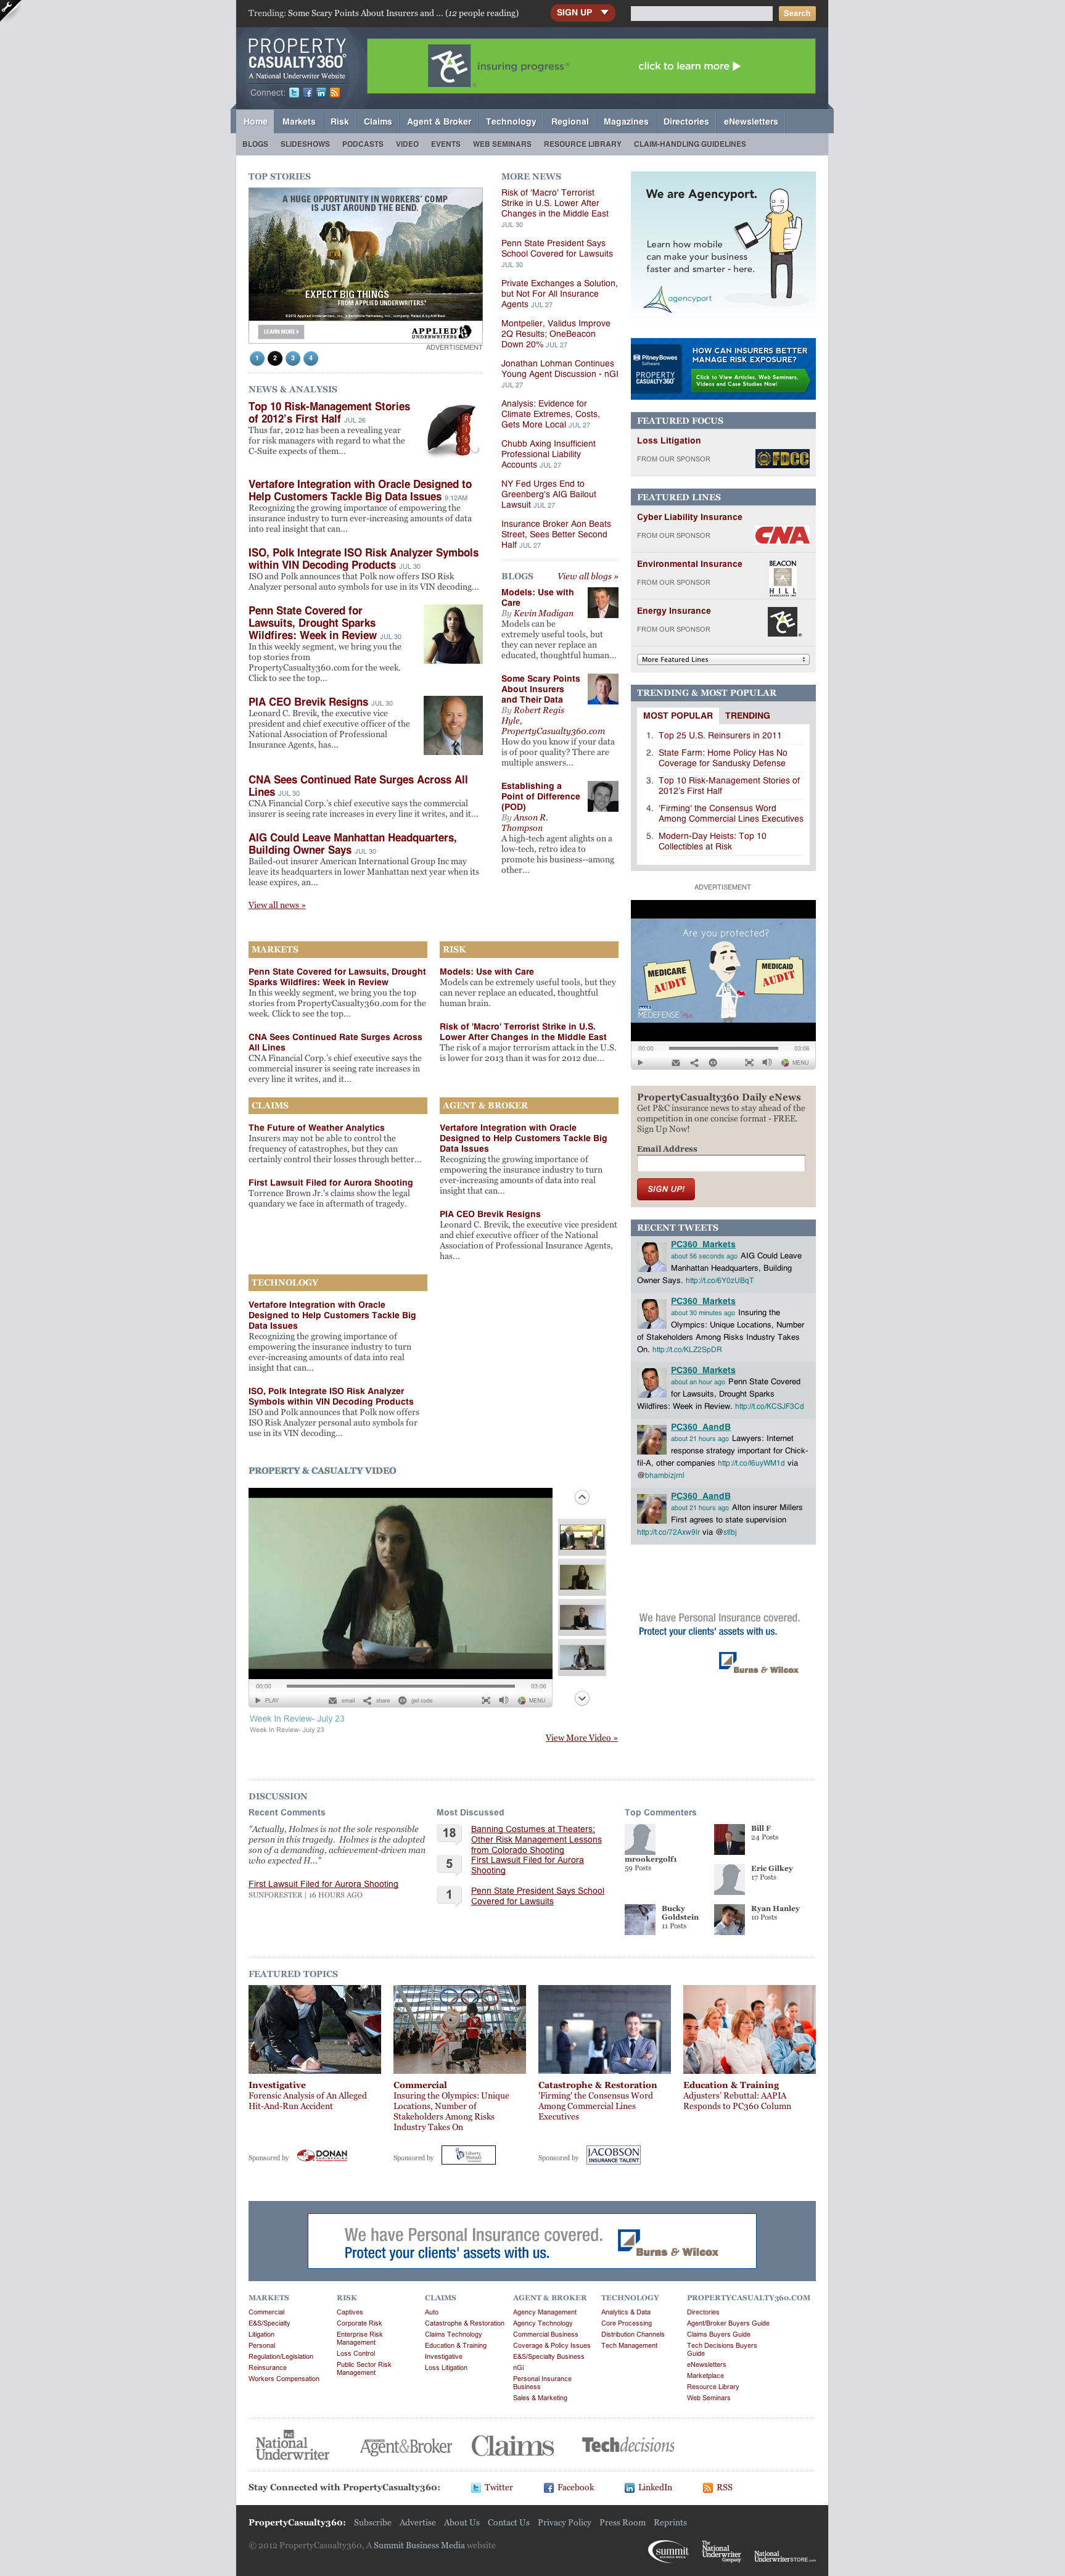 Trending: Some Scary Points About Insurers and ... (12 people reading)
SIGN UP
Search
PROPERTY
CASUALTY360°
A National Underwriter Website
Connect:
ACE
insuring progress®
click to learn more
Home Markets Risk Claims Agent & Broker Technology Regional Magazines Directories eNewsletters
BLOGS SLIDESHOWS PODCASTS VIDEO EVENTS WEB SEMINARS RESOURCE LIBRARY CLAIM-HANDLING GUIDELINES
TOP STORIES
A HUGE OPPORTUNITY IN WORKERS' COMP
IS JUST AROUND THE BEND.
EXPECT BIG THINGS
FROM APPLIED UNDERWRITERS.®
LEARN MORE
APPLIED
UNDERWRITERS
ADVERTISEMENT
1 2 3 4
NEWS & ANALYSIS
Top 10 Risk-Management Stories
of 2012's First Half JUL 26
Thus far, 2012 has been a revealing year
for risk managers with regard to what the
C-Suite expects of them...
RISK
Vertafore Integration with Oracle Designed to
Help Customers Tackle Big Data Issues 9:12AM
Recognizing the growing importance of empowering the
insurance industry to turn ever-increasing amounts of data
into real insight that can...
ISO, Polk Integrate ISO Risk Analyzer Symbols
within VIN Decoding Products JUL 30
ISO and Polk announces that Polk now offers ISO Risk
Analyzer personal auto symbols for use in its VIN decoding...
Penn State Covered for
Lawsuits, Drought Sparks
Wildfires: Week in Review JUL 30
In this weekly segment, we bring you the
top stories from
PropertyCasualty360.com for the week.
Click to see the top...
PIA CEO Brevik Resigns JUL 30
Leonard C. Brevik, the executive vice
president and chief executive officer of the
National Association of Professional
Insurance Agents, has...
CNA Sees Continued Rate Surges Across All
Lines JUL 30
CNA Financial Corp.'s chief executive says the commercial
insurer is seeing rate increases in every line it writes, and it...
AIG Could Leave Manhattan Headquarters,
Building Owner Says JUL 30
Bailed-out insurer American International Group Inc may
leave its headquarters in lower Manhattan next year when its
lease expires, an...
View all news »
MORE NEWS
Risk of 'Macro' Terrorist
Strike in U.S. Lower After
Changes in the Middle East
JUL 30
Penn State President Says
School Covered for Lawsuits
JUL 30
Private Exchanges a Solution,
but Not For All Insurance
Agents JUL 27
Montpelier, Validus Improve
2Q Results; OneBeacon
Down 20% JUL 27
Jonathan Lohman Continues
Young Agent Discussion - nGI
JUL 27
Analysis: Evidence for
Climate Extremes, Costs,
Gets More Local JUL 27
Chubb Axing Insufficient
Professional Liability
Accounts JUL 27
NY Fed Urges End to
Greenberg's AIG Bailout
Lawsuit JUL 27
Insurance Broker Aon Beats
Street, Sees Better Second
Half JUL 27
BLOGS View all blogs »
Models: Use with
Care
By Kevin Madigan
Models can be
extremely useful tools, but
they can never replace an
educated, thoughtful human...
Some Scary Points
About Insurers
and Their Data
By Robert Regis
Hyle,
PropertyCasualty360.com
How do you know if your data
is of poor quality? There are
multiple answers...
Establishing a
Point of Difference
(POD)
By Anson R.
Thompson
A high-tech agent alights on a
low-tech, retro idea to
promote his business--among
other...
We are Agencyport.
Learn how mobile
can make your business
faster and smarter - here.
agencyport
PitneyBowes
Software
PROPERTY
CASUALTY360°
HOW CAN INSURERS BETTER
MANAGE RISK EXPOSURE?
Click to View Articles, Web Seminars,
Videos and Case Studies Now!
FEATURED FOCUS
Loss Litigation
FROM OUR SPONSOR
FDCC
FEATURED LINES
Cyber Liability Insurance
FROM OUR SPONSOR
CNA
Environmental Insurance
FROM OUR SPONSOR
BEACON
HILL
Energy Insurance
FROM OUR SPONSOR
ACE
More Featured Lines
TRENDING & MOST POPULAR
MOST POPULAR TRENDING
1. Top 25 U.S. Reinsurers in 2011
2. State Farm: Home Policy Has No
Coverage for Sandusky Defense
3. Top 10 Risk-Management Stories of
2012's First Half
4. 'Firming' the Consensus Word
Among Commercial Lines Executives
5. Modern-Day Heists: Top 10
Collectibles at Risk
ADVERTISEMENT
Are you protected?
MEDICARE
AUDIT
MEDICAID
AUDIT
MEDEFENSE Plus
00:00 03:06
MENU
PropertyCasualty360 Daily eNews
Get P&C insurance news to stay ahead of the
competition in one concise format - FREE.
Sign Up Now!
Email Address
SIGN UP!
RECENT TWEETS
PC360_Markets
about 56 seconds ago AIG Could Leave
Manhattan Headquarters, Building
Owner Says. http://t.co/6Y0zUBqT
PC360_Markets
about 30 minutes ago Insuring the
Olympics: Unique Locations, Number
of Stakeholders Among Risks Industry Takes
On. http://t.co/KLZ2SpDR
PC360_Markets
about an hour ago Penn State Covered
for Lawsuits, Drought Sparks
Wildfires: Week in Review. http://t.co/KCSJF3Cd
PC360_AandB
about 21 hours ago Lawyers: Internet
response strategy important for Chick-
fil-A, other companies http://t.co/l6uyWM1d via
@bhambizjrnl
PC360_AandB
about 21 hours ago Alton insurer Millers
First agrees to state supervision
http://t.co/72Axw9Ir via @stlbj
We have Personal Insurance covered.
Protect your clients' assets with us.
Burns & Wilcox
MARKETS
Penn State Covered for Lawsuits, Drought
Sparks Wildfires: Week in Review
In this weekly segment, we bring you the top
stories from PropertyCasualty360.com for the
week. Click to see the top...
CNA Sees Continued Rate Surges Across
All Lines
CNA Financial Corp.'s chief executive says the
commercial insurer is seeing rate increases in
every line it writes, and it...
RISK
Models: Use with Care
Models can be extremely useful tools, but they
can never replace an educated, thoughtful
human brain.
Risk of 'Macro' Terrorist Strike in U.S.
Lower After Changes in the Middle East
The risk of a major terrorism attack in the U.S.
is lower for 2013 than it was for 2012 due...
CLAIMS
The Future of Weather Analytics
Insurers may not be able to control the
frequency of catastrophes, but they can
certainly control their losses through better...
First Lawsuit Filed for Aurora Shooting
Torrence Brown Jr.'s claims show the legal
quandary we face in aftermath of tragedy.
AGENT & BROKER
Vertafore Integration with Oracle
Designed to Help Customers Tackle Big
Data Issues
Recognizing the growing importance of
empowering the insurance industry to turn
ever-increasing amounts of data into real
insight that can...
PIA CEO Brevik Resigns
Leonard C. Brevik, the executive vice president
and chief executive officer of the National
Association of Professional Insurance Agents,
has...
TECHNOLOGY
Vertafore Integration with Oracle
Designed to Help Customers Tackle Big
Data Issues
Recognizing the growing importance of
empowering the insurance industry to turn
ever-increasing amounts of data into real
insight that can...
ISO, Polk Integrate ISO Risk Analyzer
Symbols within VIN Decoding Products
ISO and Polk announces that Polk now offers
ISO Risk Analyzer personal auto symbols for
use in its VIN decoding...
PROPERTY & CASUALTY VIDEO
00:00 03:06
PLAY email share get code MENU
Week In Review- July 23
Week In Review- July 23
View More Video »
DISCUSSION
Recent Comments
"Actually, Holmes is not the sole responsible
person in this tragedy. Holmes is the adopted
son of a demanding, achievement-driven man
who expected H..."
First Lawsuit Filed for Aurora Shooting
SUNFORESTER | 16 HOURS AGO
Most Discussed
18 Banning Costumes at Theaters;
Other Risk Management Lessons
from Colorado Shooting
5 First Lawsuit Filed for Aurora
Shooting
1 Penn State President Says School
Covered for Lawsuits
Top Commenters
mrookergolf1
59 Posts
Bill F
24 Posts
Eric Gilkey
17 Posts
Bucky
Goldstein
11 Posts
Ryan Hanley
10 Posts
FEATURED TOPICS
Investigative
Forensic Analysis of An Alleged
Hit-And-Run Accident
Sponsored by DONAN
Commercial
Insuring the Olympics: Unique
Locations, Number of
Stakeholders Among Risks
Industry Takes On
Sponsored by Liberty
Mutual
Catastrophe & Restoration
'Firming' the Consensus Word
Among Commercial Lines
Executives
Sponsored by JACOBSON
INSURANCE TALENT
Education & Training
Adjusters' Rebuttal: AAPIA
Responds to PC360 Column
We have Personal Insurance covered.
Protect your clients' assets with us.
Burns & Wilcox
MARKETS
Commercial
E&S/Specialty
Litigation
Personal
Regulation/Legislation
Reinsurance
Workers Compensation
RISK
Captives
Corporate Risk
Enterprise Risk
Management
Loss Control
Public Sector Risk
Management
CLAIMS
Auto
Catastrophe & Restoration
Claims Technology
Education & Training
Investigative
Loss Litigation
AGENT & BROKER
Agency Management
Agency Technology
Commercial Business
Coverage & Policy Issues
E&S/Specialty Business
nGi
Personal Insurance
Business
Sales & Marketing
TECHNOLOGY
Analytics & Data
Core Processing
Distribution Channels
Tech Management
PROPERTYCASUALTY360.COM
Directories
Agent/Broker Buyers Guide
Claims Buyers Guide
Tech Decisions Buyers
Guide
eNewsletters
Marketplace
Resource Library
Web Seminars
P&C
National
Underwriter
Agent&Broker
Claims
Techdecisions
Stay Connected with PropertyCasualty360: Twitter Facebook LinkedIn RSS
PropertyCasualty360: Subscribe Advertise About Us Contact Us Privacy Policy Press Room Reprints
© 2012 PropertyCasualty360, A Summit Business Media website
summit
BUSINESS MEDIA
The
National
Underwriter
Company
National
UnderwriterSTORE.com